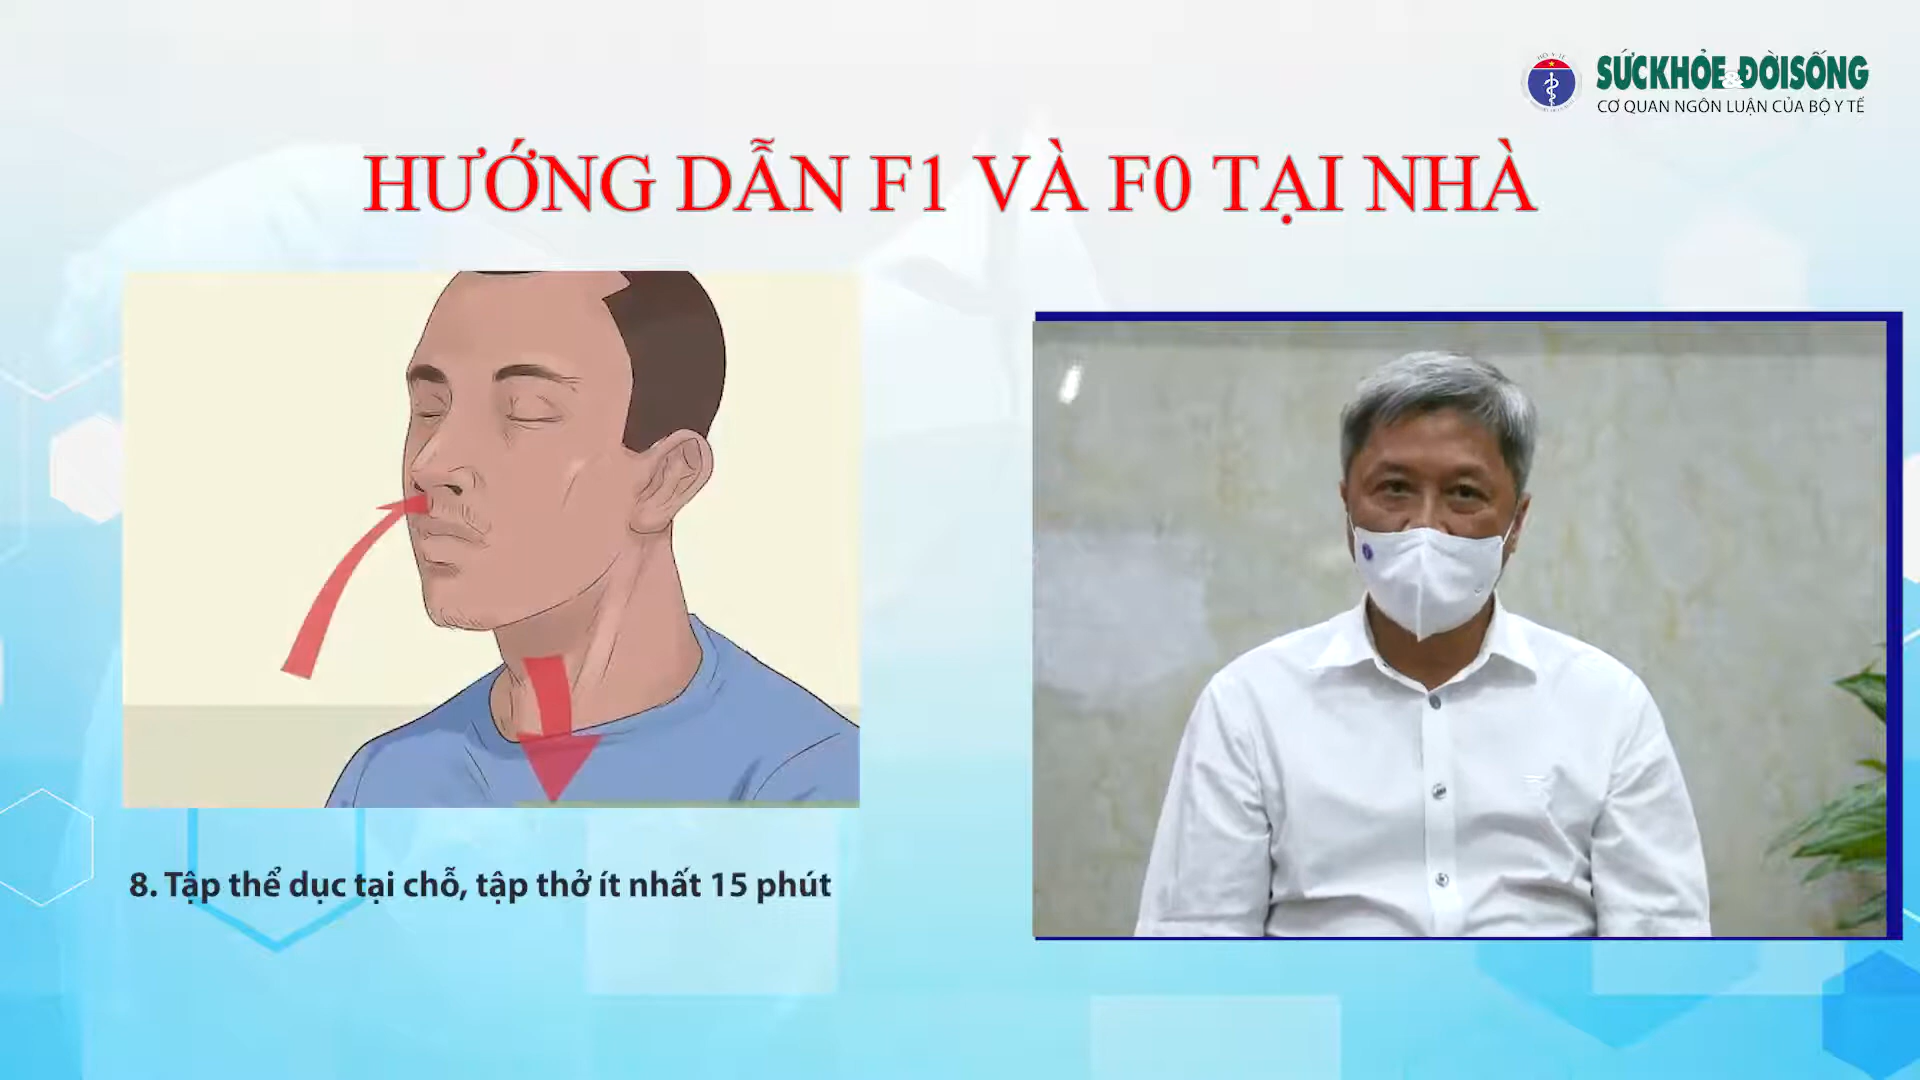 SỨCKHỎE&ĐỜISỐNG
CƠ QUAN NGÔN LUẬN CỦA BỘ Y TẾ
HƯỚNG DẪN F1 VÀ F0 TẠI NHÀ
8. Tập thể dục tại chỗ, tập thở ít nhất 15 phút